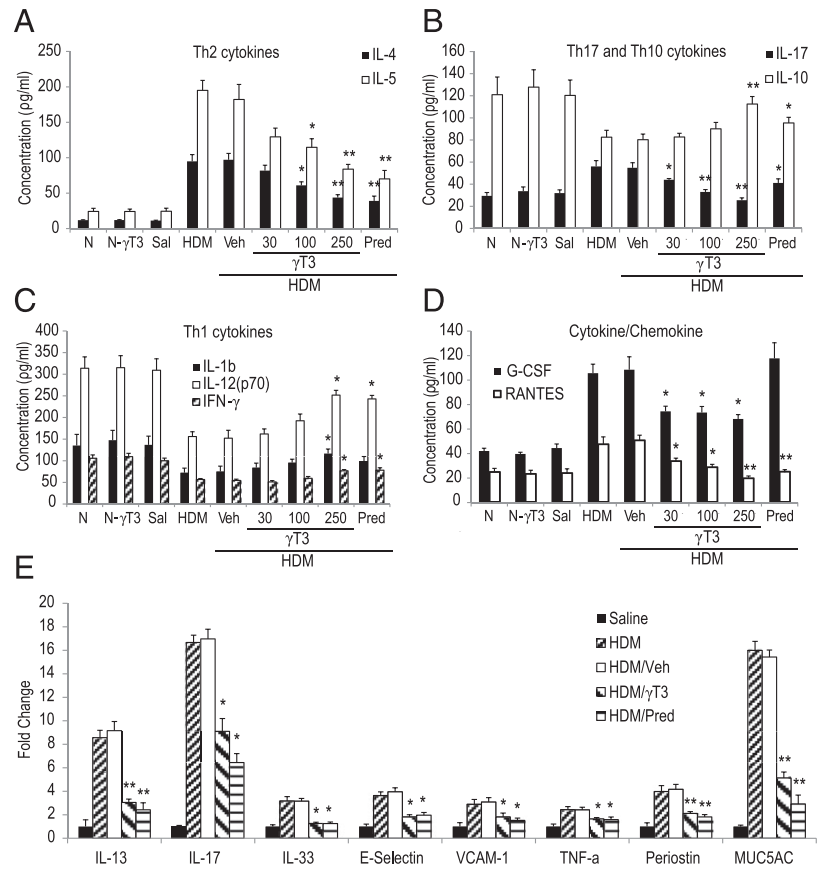 A
Th2 cytokines
IL-4
IL-5
Concentration (pg/ml)
250
200
150
100
50
0
*
*
**
**
**
**
N N-γT3 Sal HDM Veh 30 100 250 Pred
γT3
HDM
B
Th17 and Th10 cytokines
IL-17
IL-10
Concentration (pg/ml)
160
140
120
100
80
60
40
20
0
*
**
**
**
*
*
N N-γT3 Sal HDM Veh 30 100 250 Pred
γT3
HDM
C
Th1 cytokines
IL-1b
IL-12(p70)
IFN-γ
Concentration (pg/ml)
400
350
300
250
200
150
100
50
0
*
*
*
*
*
N N-γT3 Sal HDM Veh 30 100 250 Pred
γT3
HDM
D
Cytokine/Chemokine
G-CSF
RANTES
Concentration (pg/ml)
140
120
100
80
60
40
20
0
*
*
*
*
*
**
**
N N-γT3 Sal HDM Veh 30 100 250 Pred
γT3
HDM
E
Saline
HDM
HDM/Veh
HDM/γT3
HDM/Pred
Fold Change
20
18
16
14
12
10
8
6
4
2
0
** **
* *
* *
* *
* *
* *
** **
** **
IL-13 IL-17 IL-33 E-Selectin VCAM-1 TNF-a Periostin MUC5AC